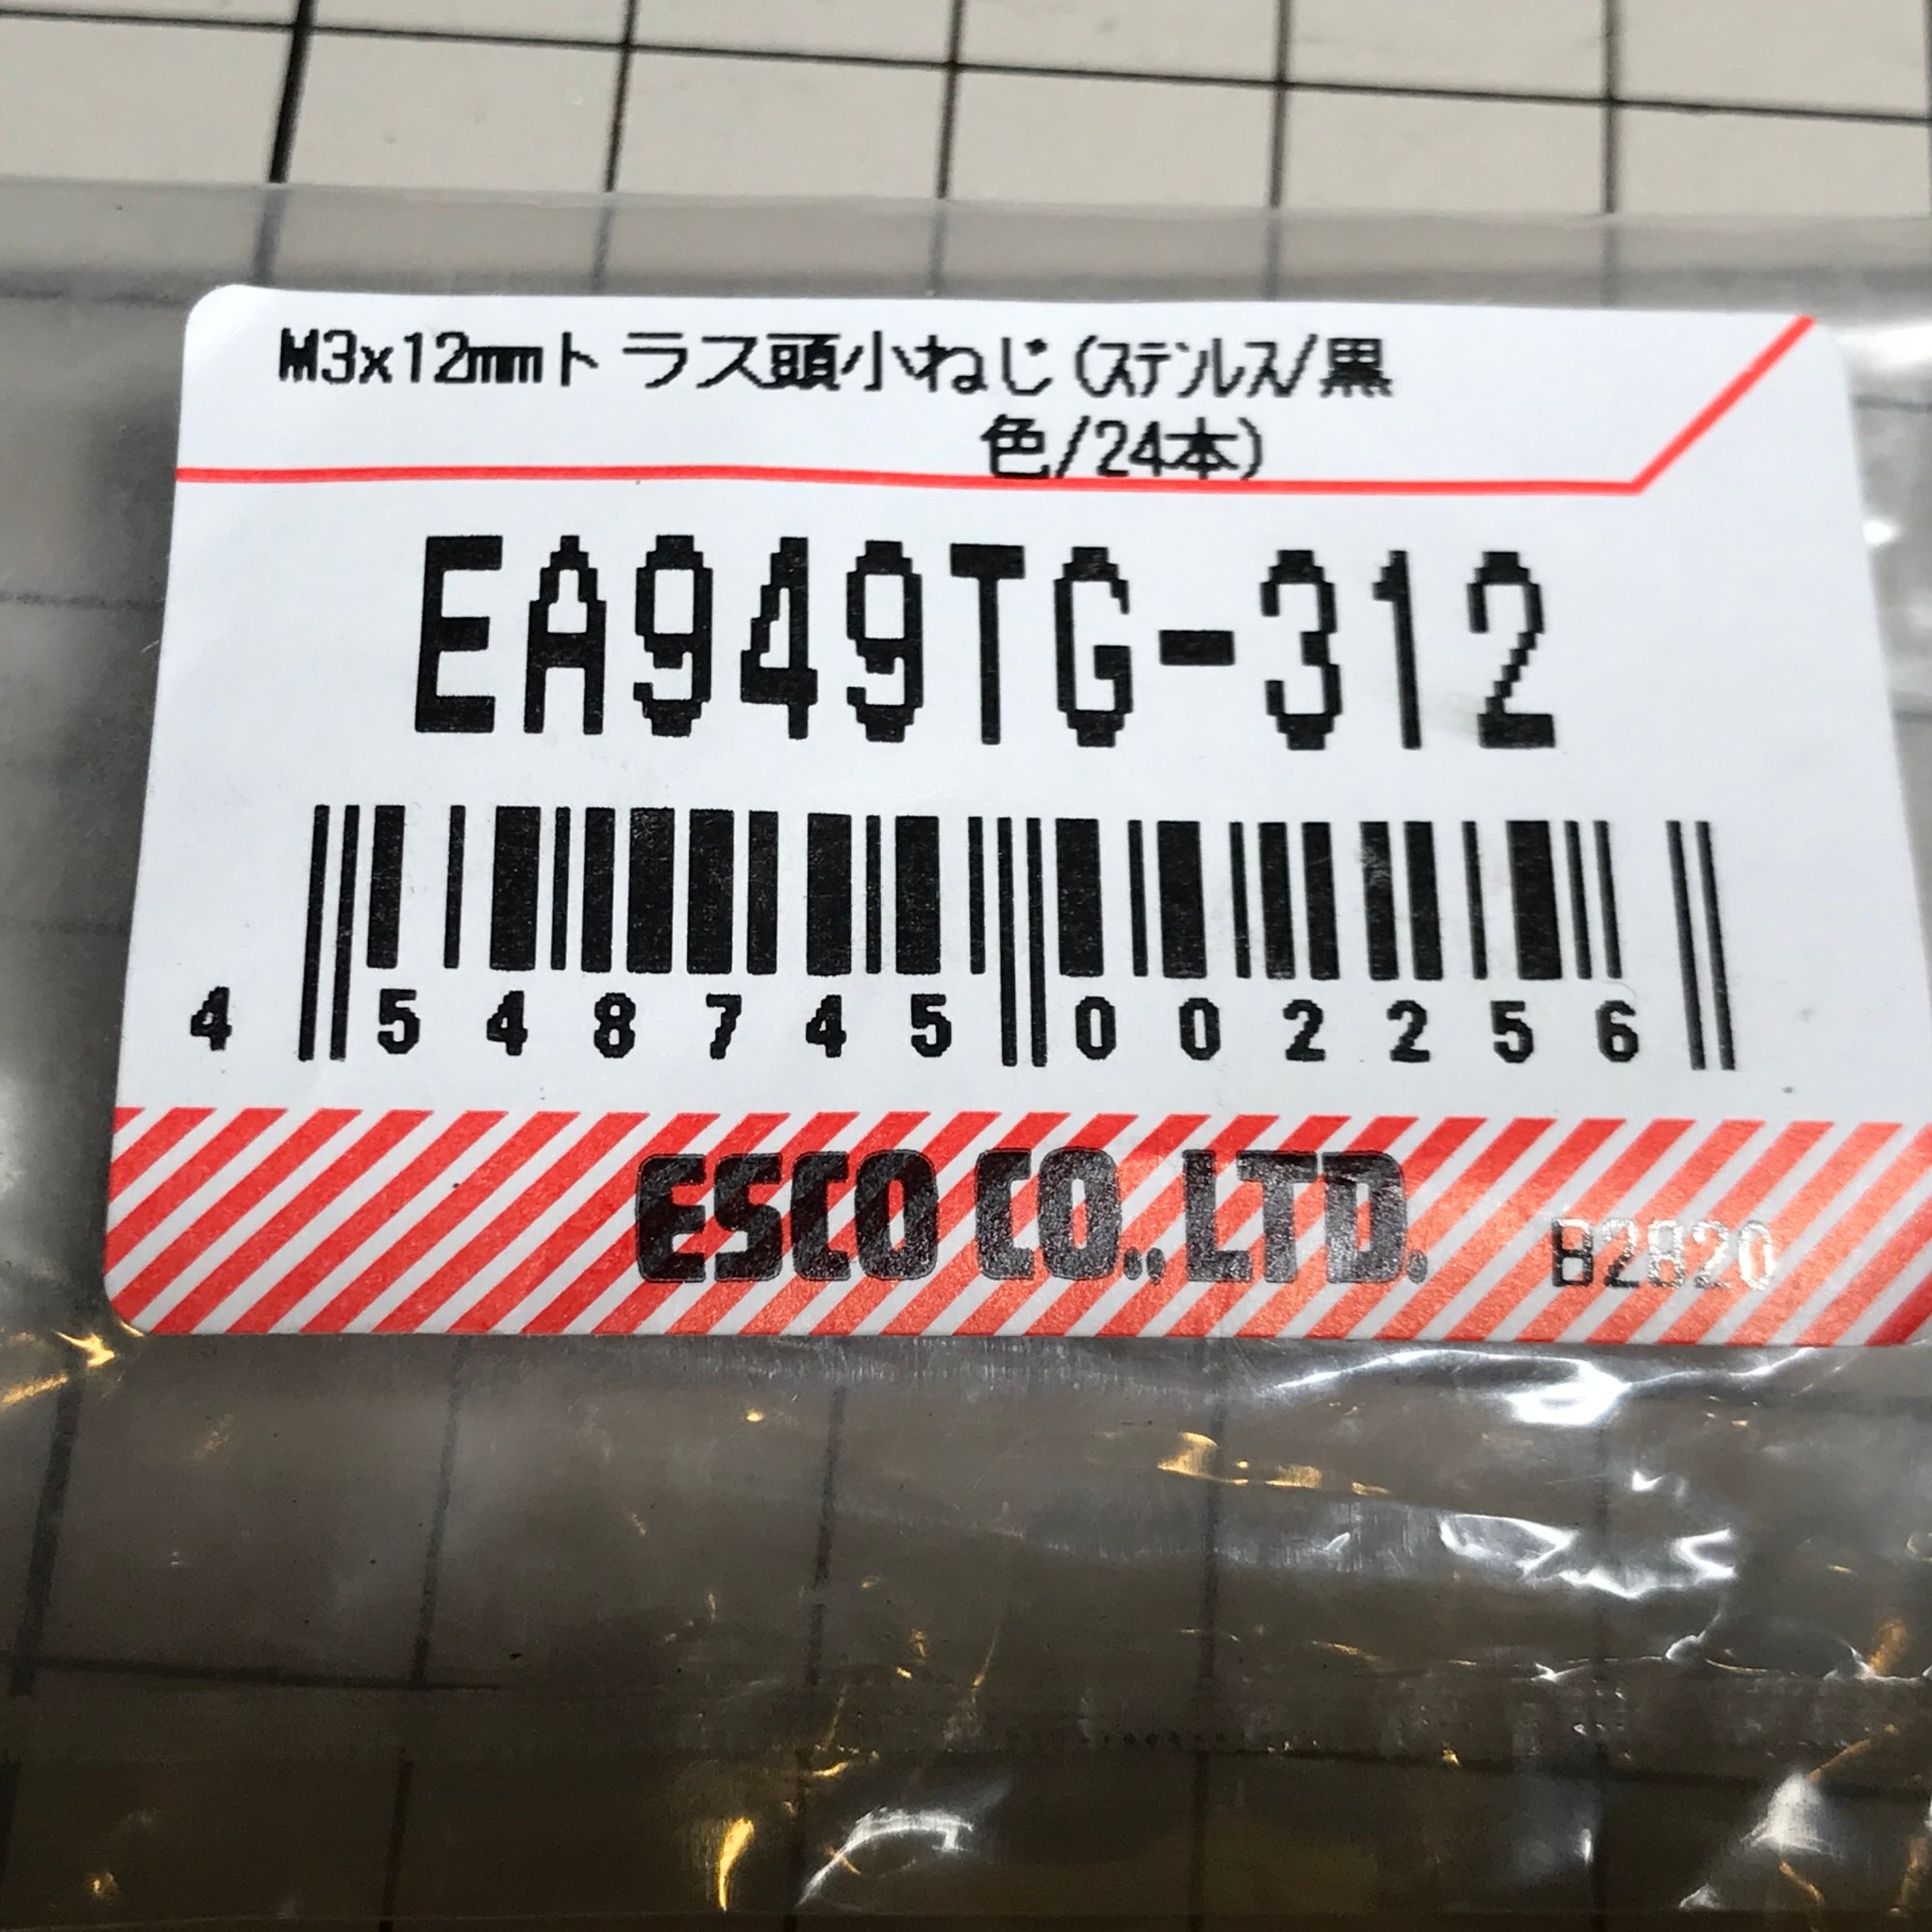 M3x12mmトラス頭小ねじ(ｽﾃﾝﾚｽ/黒
色/24本)
EA949TG-312
4 548745 002256
ESCO CO.,LTD.
B2B20